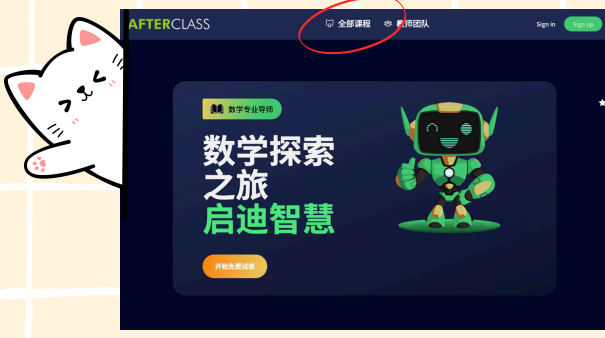 AFTERCLASS
全部课程
教师团队
Sign in
Sign up
数学专业导师
数学探索
之旅
启迪智慧
开始免费试读